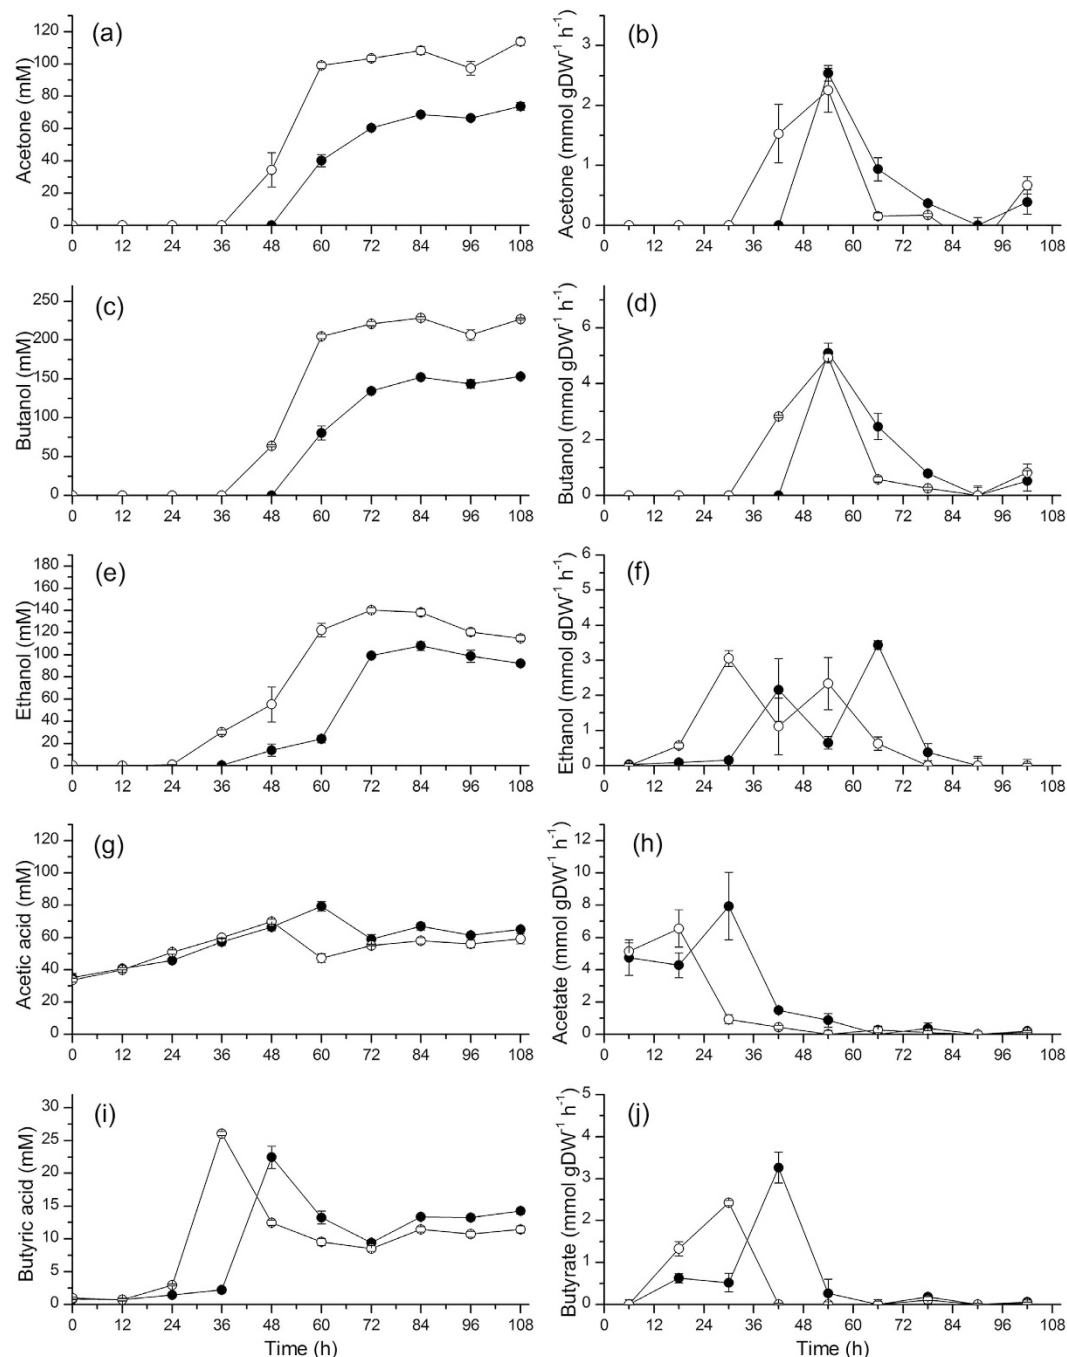 (a)
Acetone (mM)
120
100
80
60
40
20
0
0 12 24 36 48 60 72 84 96 108
(b)
Acetone (mmol gDW⁻¹ h⁻¹)
3
2
1
0
0 12 24 36 48 60 72 84 96 108
(c)
Butanol (mM)
250
200
150
100
50
0
0 12 24 36 48 60 72 84 96 108
(d)
Butanol (mmol gDW⁻¹ h⁻¹)
6
4
2
0
0 12 24 36 48 60 72 84 96 108
(e)
Ethanol (mM)
180
160
140
120
100
80
60
40
20
0
0 12 24 36 48 60 72 84 96 108
(f)
Ethanol (mmol gDW⁻¹ h⁻¹)
6
5
4
3
2
1
0
0 12 24 36 48 60 72 84 96 108
(g)
Acetic acid (mM)
120
100
80
60
40
20
0
0 12 24 36 48 60 72 84 96 108
(h)
Acetate (mmol gDW⁻¹ h⁻¹)
12
10
8
6
4
2
0
0 12 24 36 48 60 72 84 96 108
(i)
Butyric acid (mM)
30
25
20
15
10
5
0
0 12 24 36 48 60 72 84 96 108
Time (h)
(j)
Butyrate (mmol gDW⁻¹ h⁻¹)
5
4
3
2
1
0
0 12 24 36 48 60 72 84 96 108
Time (h)